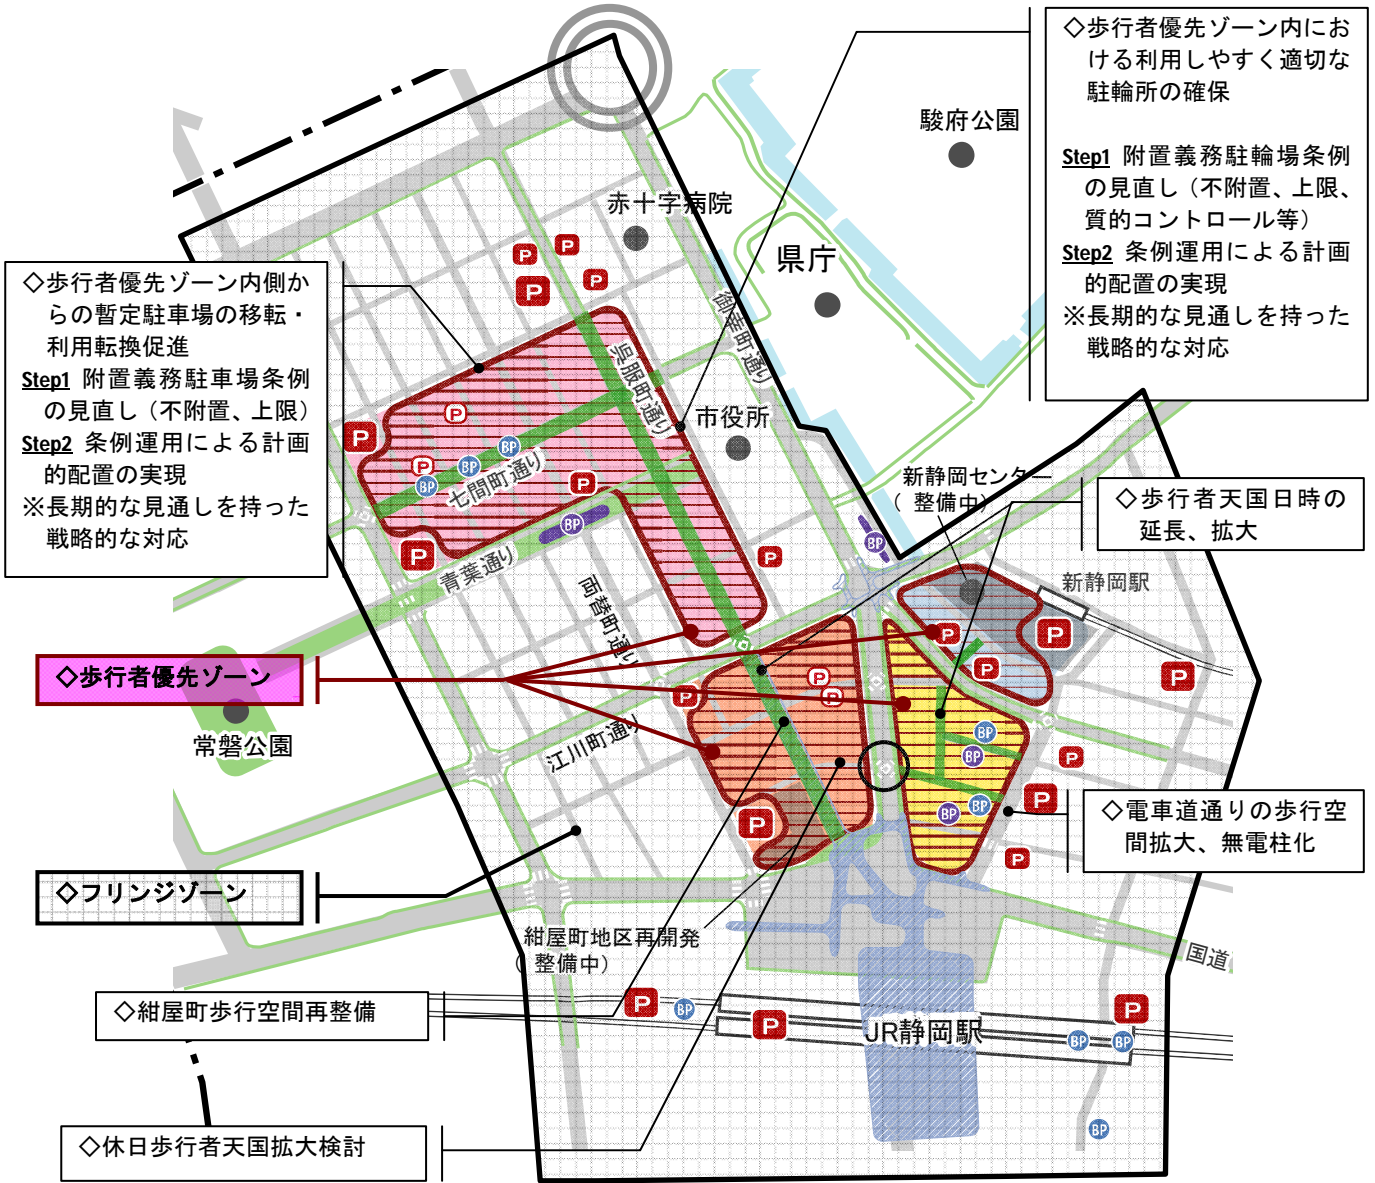 ◇歩行者優先ゾーン内にお
ける利用しやすく適切な
駐輪所の確保
Step1 附置義務駐輪場条例
の見直し（不附置、上限、
質的コントロール等）
Step2 条例運用による計画
的配置の実現
※長期的な見通しを持った
戦略的な対応
駿府公園
赤十字病院
県庁
御幸町通り
◇歩行者優先ゾーン内側か
らの暫定駐車場の移転・
利用転換促進
Step1 附置義務駐車場条例
の見直し（不附置、上限）
Step2 条例運用による計画
的配置の実現
※長期的な見通しを持った
戦略的な対応
P
P
P
P
呉服町通り
市役所
P
P
P
BP
BP
BP
七間町通り
P
P
BP
青葉通り
両替町通り
新静岡センター
（ 整備中）
◇歩行者天国日時の
延長、拡大
BP
P
新静岡駅
P
P
P
P
◇歩行者優先ゾーン
常磐公園
江川町通り
P
P
P
P
BP
BP
BP
BP
P
P
P
◇電車道通りの歩行空
間拡大、無電柱化
◇フリンジゾーン
紺屋町地区再開発
（ 整備中）
国道
◇紺屋町歩行空間再整備
P
BP
P
JR静岡駅
P
BP
BP
BP
◇休日歩行者天国拡大検討